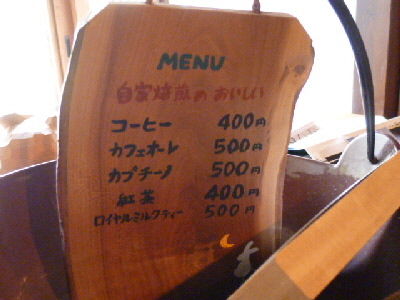 MENU
自家焙煎の おいしい
コーヒー 400円
カフェオーレ 500円
カプチーノ 500円
紅茶 400円
ロイヤルミルクティー 500円